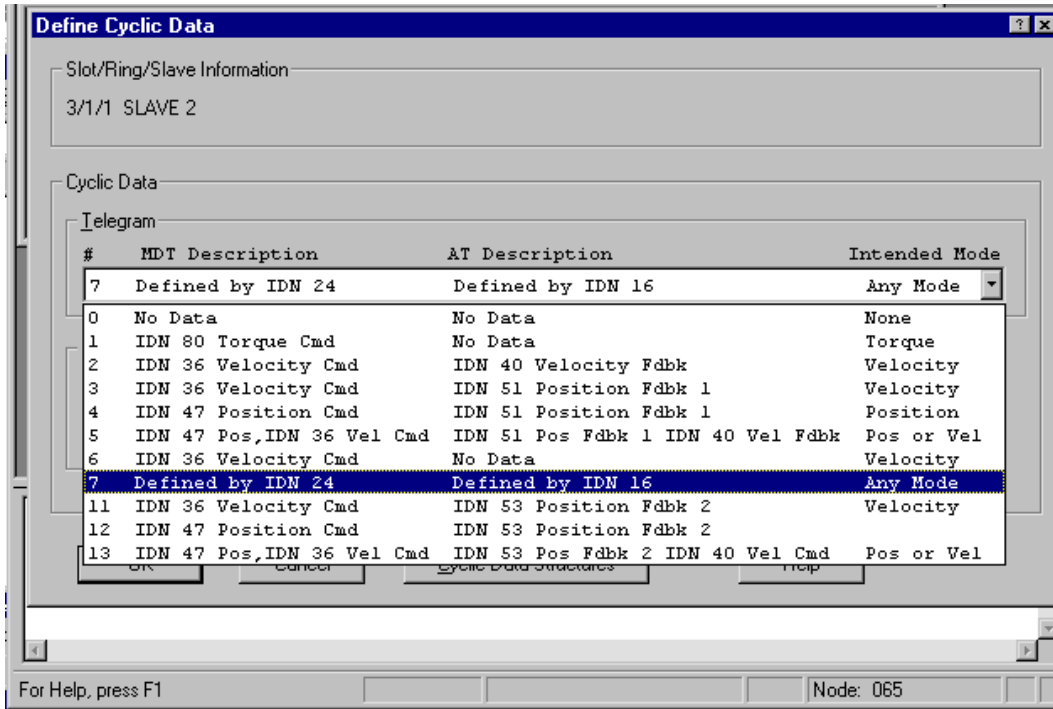 Define Cyclic Data
Slot/Ring/Slave Information
3/1/1 SLAVE 2
Cyclic Data
Telegram
# MDT Description AT Description Intended Mode
7 Defined by IDN 24 Defined by IDN 16 Any Mode
0 No Data No Data None
1 IDN 80 Torque Cmd No Data Torque
2 IDN 36 Velocity Cmd IDN 40 Velocity Fdbk Velocity
3 IDN 36 Velocity Cmd IDN 51 Position Fdbk 1 Velocity
4 IDN 47 Position Cmd IDN 51 Position Fdbk 1 Position
5 IDN 47 Pos,IDN 36 Vel Cmd IDN 51 Pos Fdbk 1 IDN 40 Vel Fdbk Pos or Vel
6 IDN 36 Velocity Cmd No Data Velocity
7 Defined by IDN 24 Defined by IDN 16 Any Mode
11 IDN 36 Velocity Cmd IDN 53 Position Fdbk 2 Velocity
12 IDN 47 Position Cmd IDN 53 Position Fdbk 2
13 IDN 47 Pos,IDN 36 Vel Cmd IDN 53 Pos Fdbk 2 IDN 40 Vel Cmd Pos or Vel
OK Cancel Cyclic Data Structures Help
For Help, press F1 Node: 065